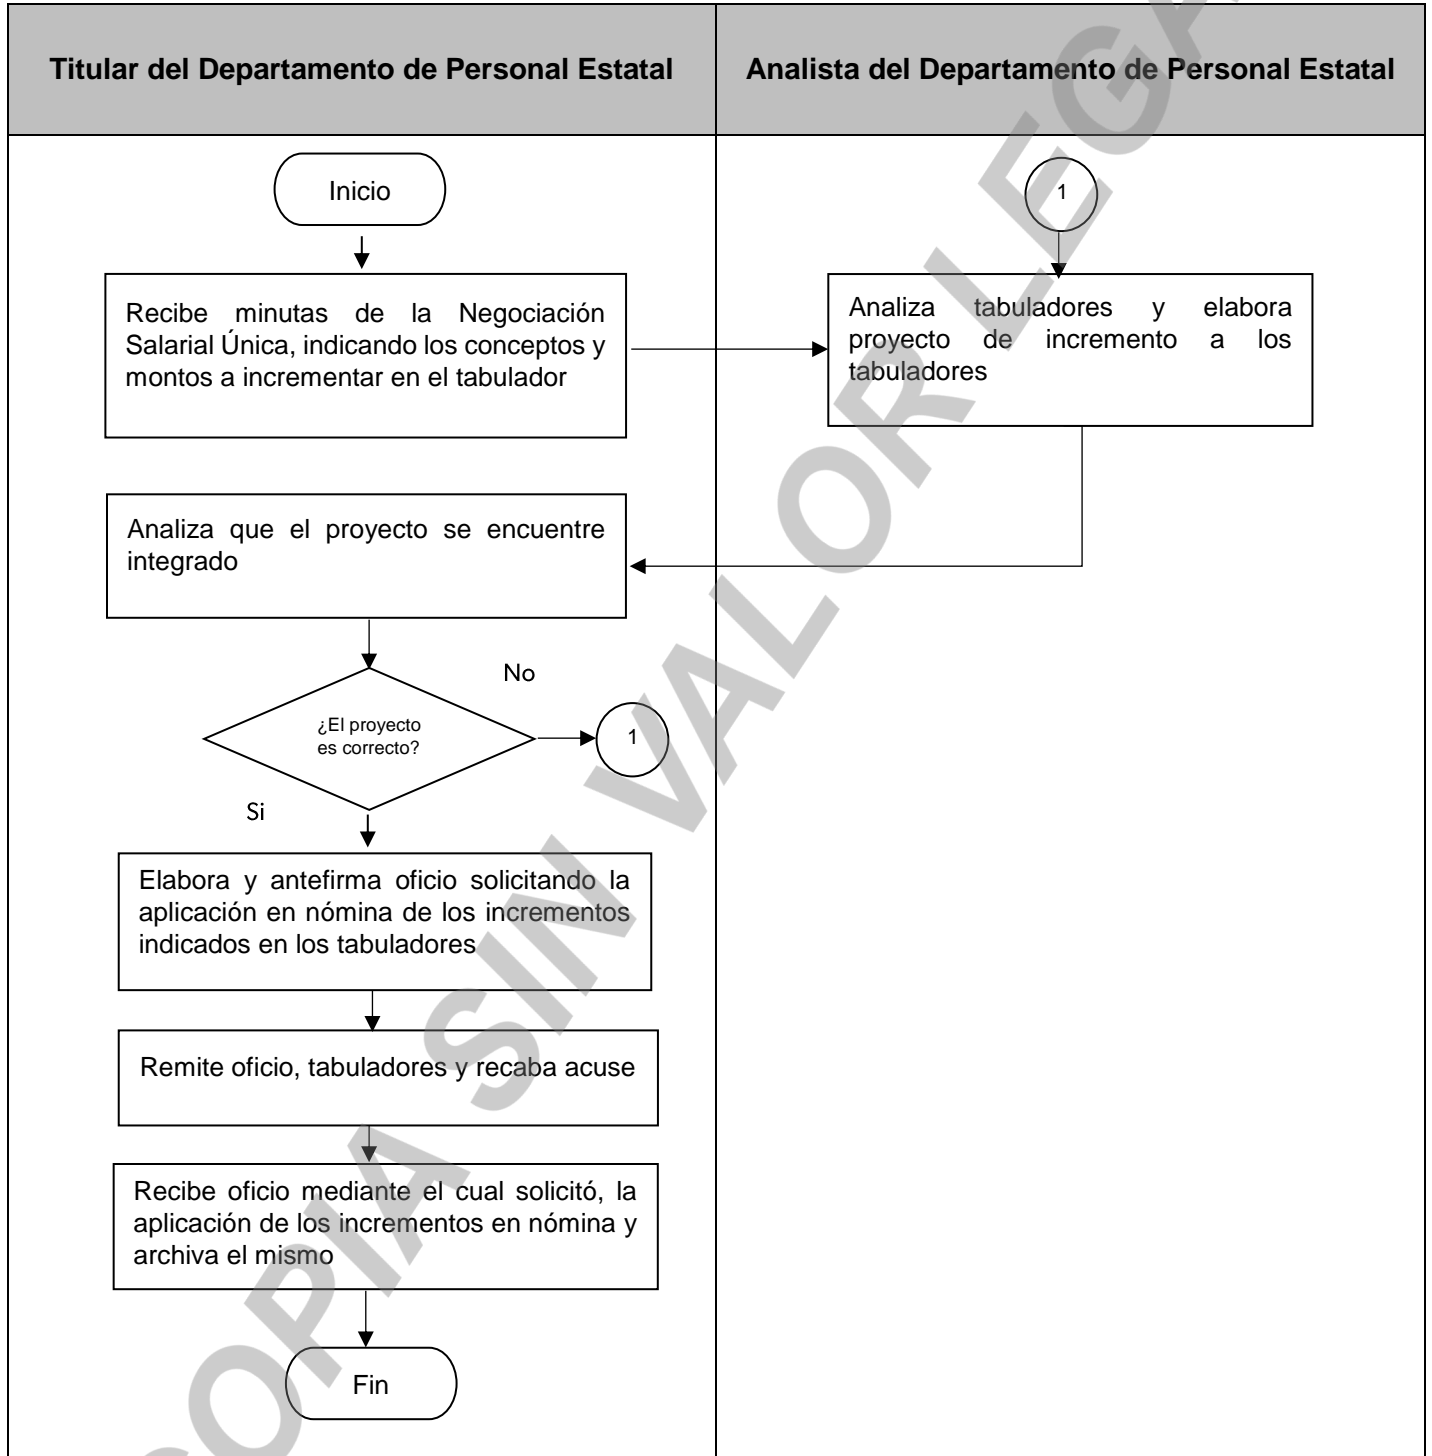 Titular del Departamento de Personal Estatal
Analista del Departamento de Personal Estatal
Inicio
1
Recibe minutas de la Negociación
Salarial Única, indicando los conceptos y
montos a incrementar en el tabulador
Analiza tabuladores y elabora
proyecto de incremento a los
tabuladores
Analiza que el proyecto se encuentre
integrado
No
¿El proyecto
es correcto?
1
Si
Elabora y antefirma oficio solicitando la
aplicación en nómina de los incrementos
indicados en los tabuladores
Remite oficio, tabuladores y recaba acuse
Recibe oficio mediante el cual solicitó, la
aplicación de los incrementos en nómina y
archiva el mismo
Fin
COPIA SIN VALOR LEGAL